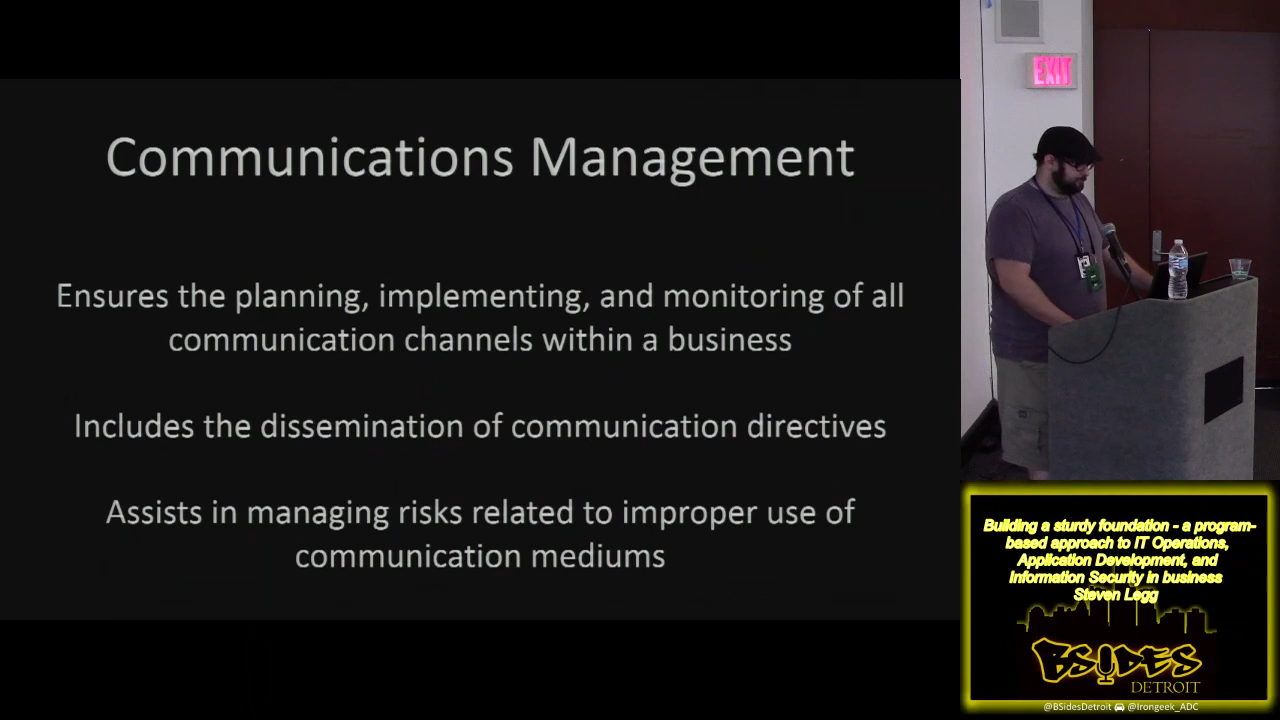 Communications Management
Ensures the planning, implementing, and monitoring of all
communication channels within a business
Includes the dissemination of communication directives
Assists in managing risks related to improper use of
communication mediums
EXIT
Building a sturdy foundation - a program-
based approach to IT Operations,
Application Development, and
Information Security in business
Steven Legg
BSIDES
DETROIT
@BSidesDetroit @Irongeek_ADC